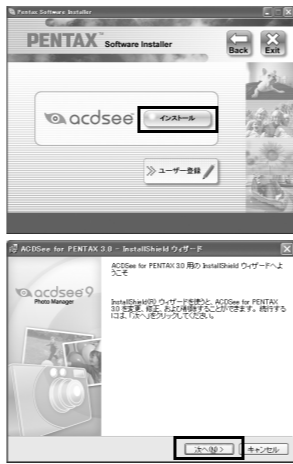 Pentax Software Installer
PENTAX™ Software Installer
Back
Exit
acdsee
インストール
ユーザー登録
ACDSee for PENTAX 3.0 - InstallShield ウィザード
acdsee 9
Photo Manager
ACDSee for PENTAX 3.0 用の InstallShield ウィザードへよ
うこそ
InstallShield(R) ウィザードを使うと、ACDSee for PENTAX
3.0 を変更、修正、および削除することができます。続行する
には、「次へ」をクリックしてください。
次へ(N) >
キャンセル